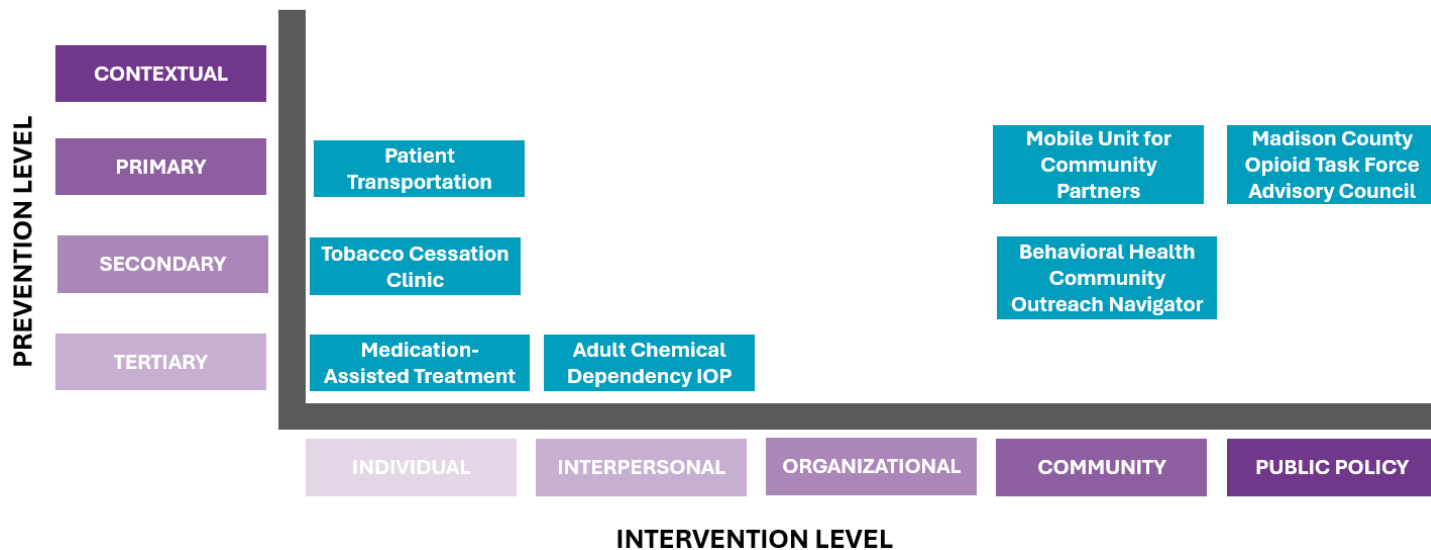 PREVENTION LEVEL
CONTEXTUAL
PRIMARY
Patient
Transportation
Mobile Unit for
Community
Partners
Madison County
Opioid Task Force
Advisory Council
SECONDARY
Tobacco Cessation
Clinic
Behavioral Health
Community
Outreach Navigator
TERTIARY
Medication-
Assisted Treatment
Adult Chemical
Dependency IOP
INDIVIDUAL
INTERPERSONAL
ORGANIZATIONAL
COMMUNITY
PUBLIC POLICY
INTERVENTION LEVEL